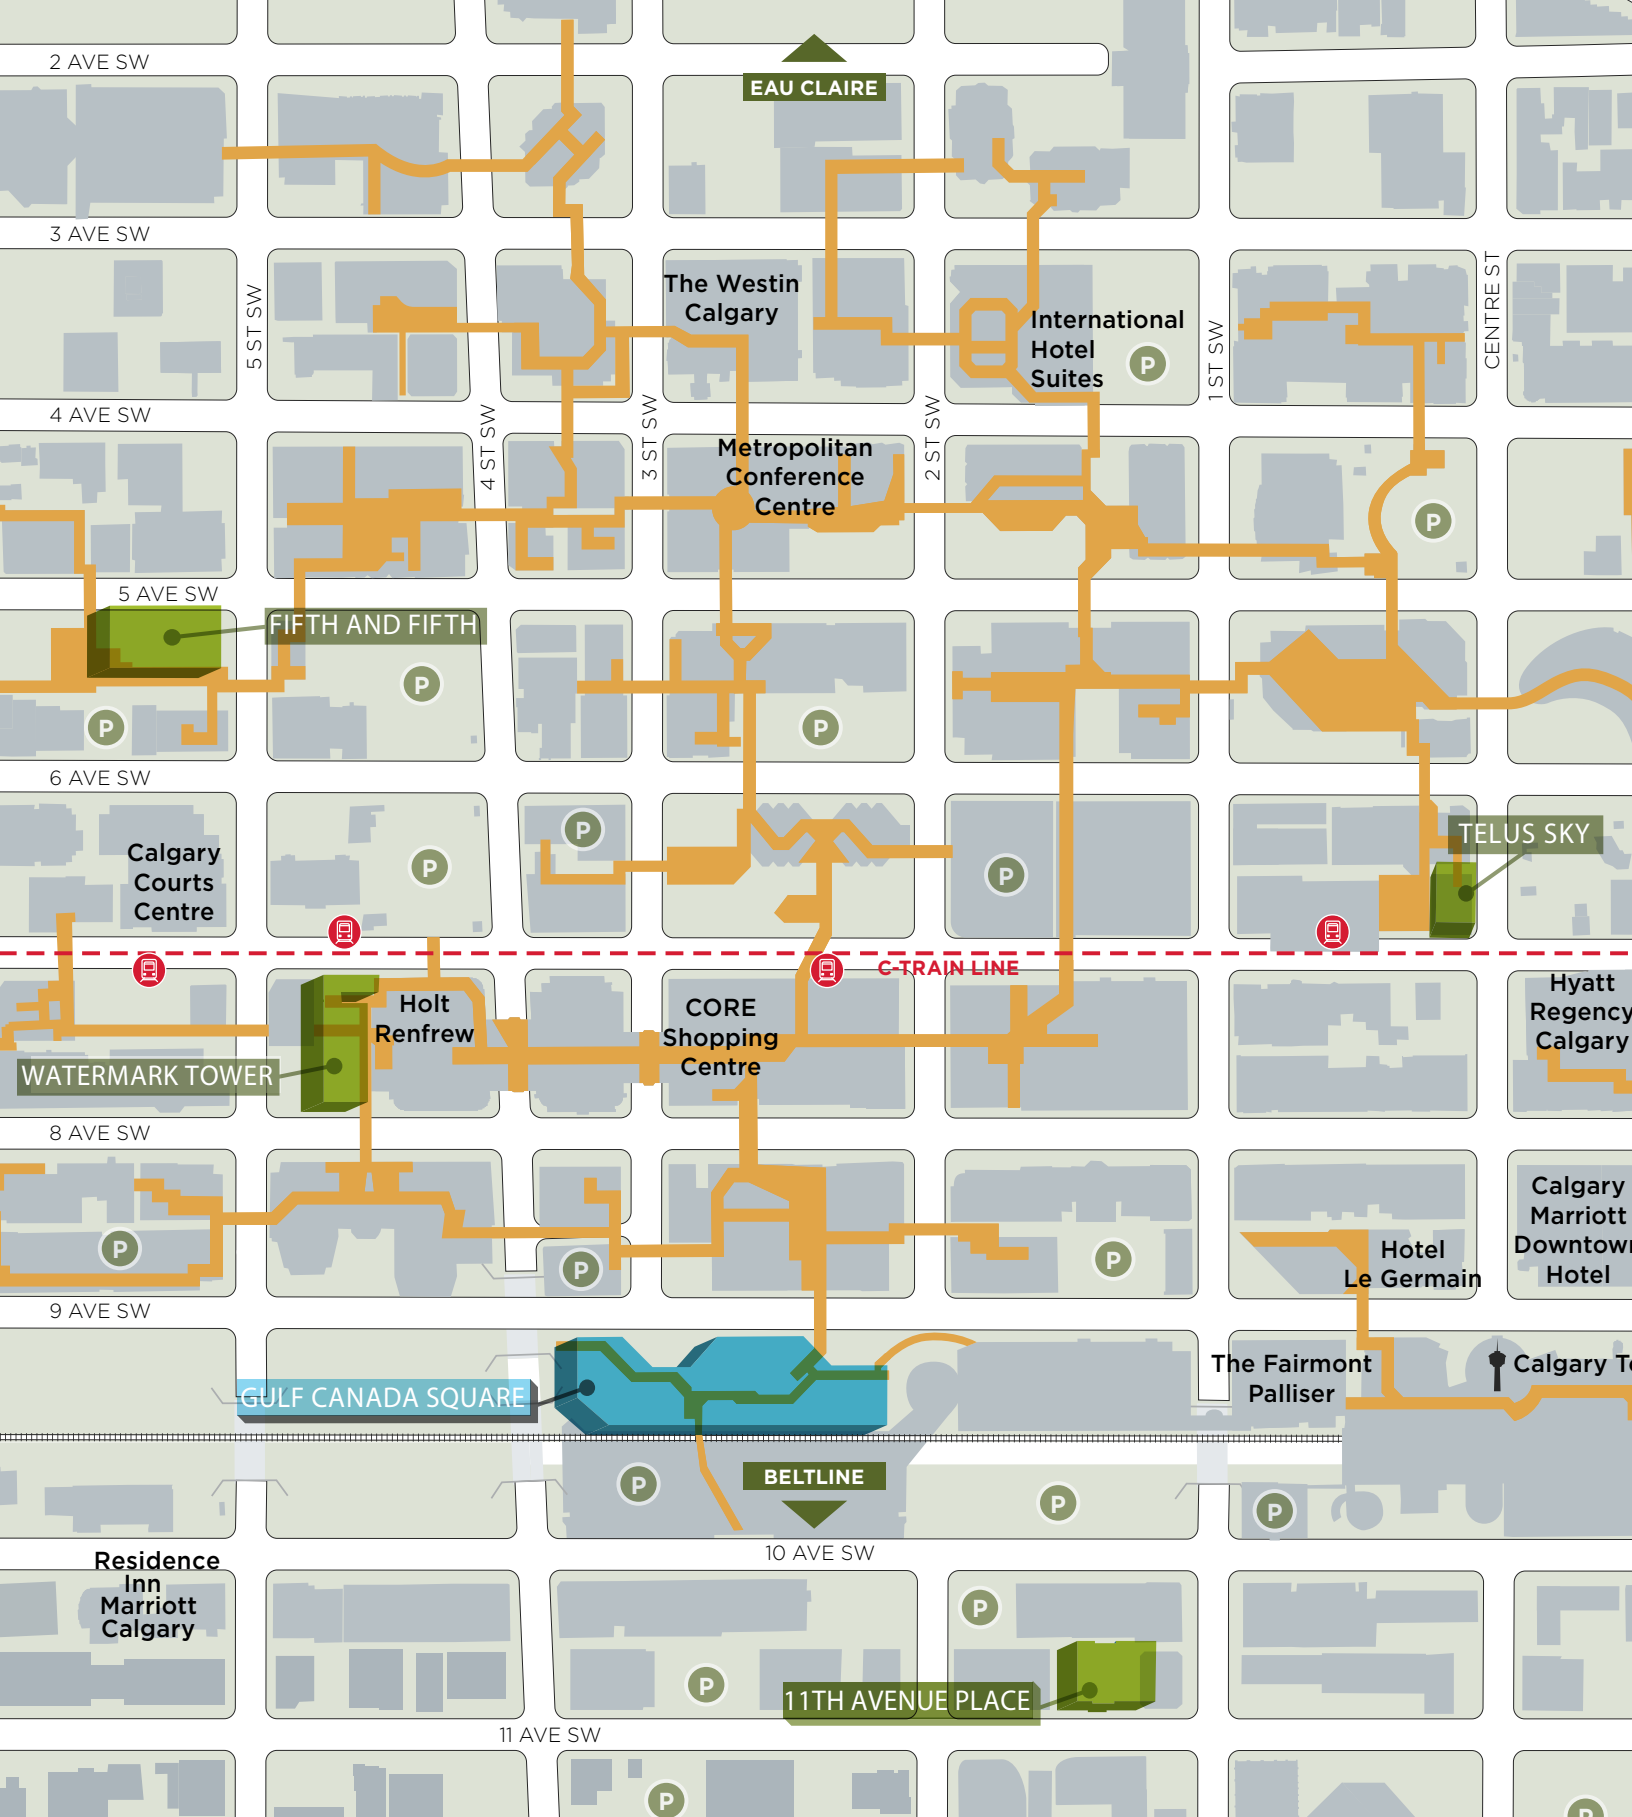 2 AVE SW
EAU CLAIRE
3 AVE SW
5 ST SW
The Westin
Calgary
International
Hotel
Suites
P
1 ST SW
CENTRE ST
4 AVE SW
4 ST SW
3 ST SW
2 ST SW
Metropolitan
Conference
Centre
P
5 AVE SW
FIFTH AND FIFTH
P
P
P
6 AVE SW
P
TELUS SKY
Calgary
Courts
Centre
P
P
C-TRAIN LINE
Holt
Renfrew
CORE
Shopping
Centre
Hyatt
Regency
Calgary
WATERMARK TOWER
8 AVE SW
Calgary
Marriott
Downtown
Hotel
P
P
P
Hotel
Le Germain
9 AVE SW
The Fairmont
Palliser
Calgary To
GULF CANADA SQUARE
BELTLINE
P
P
P
10 AVE SW
Residence
Inn
Marriott
Calgary
P
P
11TH AVENUE PLACE
11 AVE SW
P
P